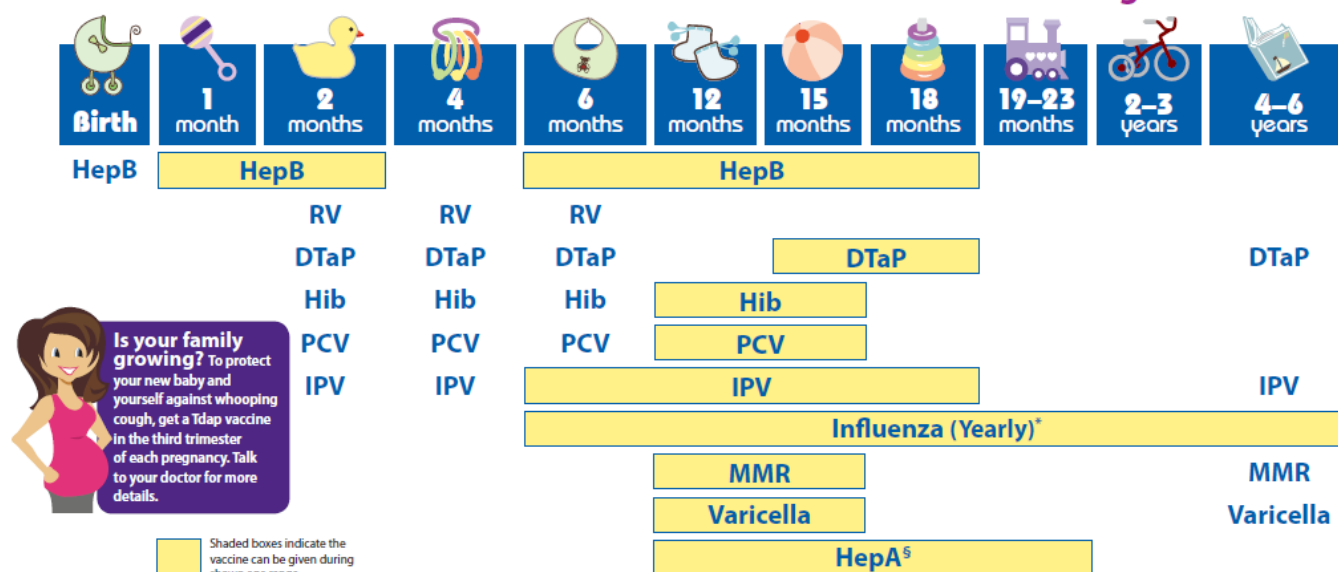 Birth
1 month
2 months
4 months
6 months
12 months
15 months
18 months
19–23 months
2–3 years
4–6 years
HepB HepB HepB
RV RV RV
DTaP DTaP DTaP DTaP DTaP
Hib Hib Hib Hib
PCV PCV PCV PCV
IPV IPV IPV IPV
Influenza (Yearly)*
MMR MMR
Varicella Varicella
HepA§
Is your family
growing? To protect
your new baby and
yourself against whooping
cough, get a Tdap vaccine
in the third trimester
of each pregnancy. Talk
to your doctor for more
details.
Shaded boxes indicate the
vaccine can be given during